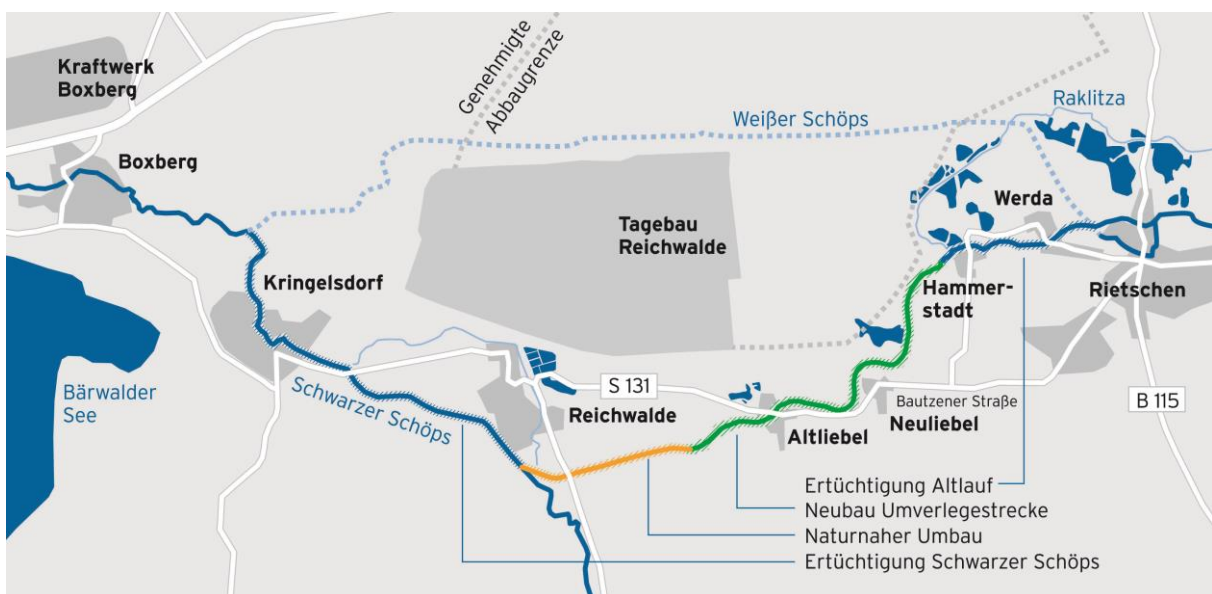 Kraftwerk
Boxberg
Genehmigte
Abbaugrenze
Weißer Schöps
Raklitza
Boxberg
Werda
Tagebau
Reichwalde
Kringelsdorf
Hammer-
stadt
Rietschen
Bärwalder
See
Schwarzer Schöps
S 131
Reichwalde
Bautzener Straße
Neuliebel
B 115
Altliebel
Ertüchtigung Altlauf
Neubau Umverlegestrecke
Naturnaher Umbau
Ertüchtigung Schwarzer Schöps